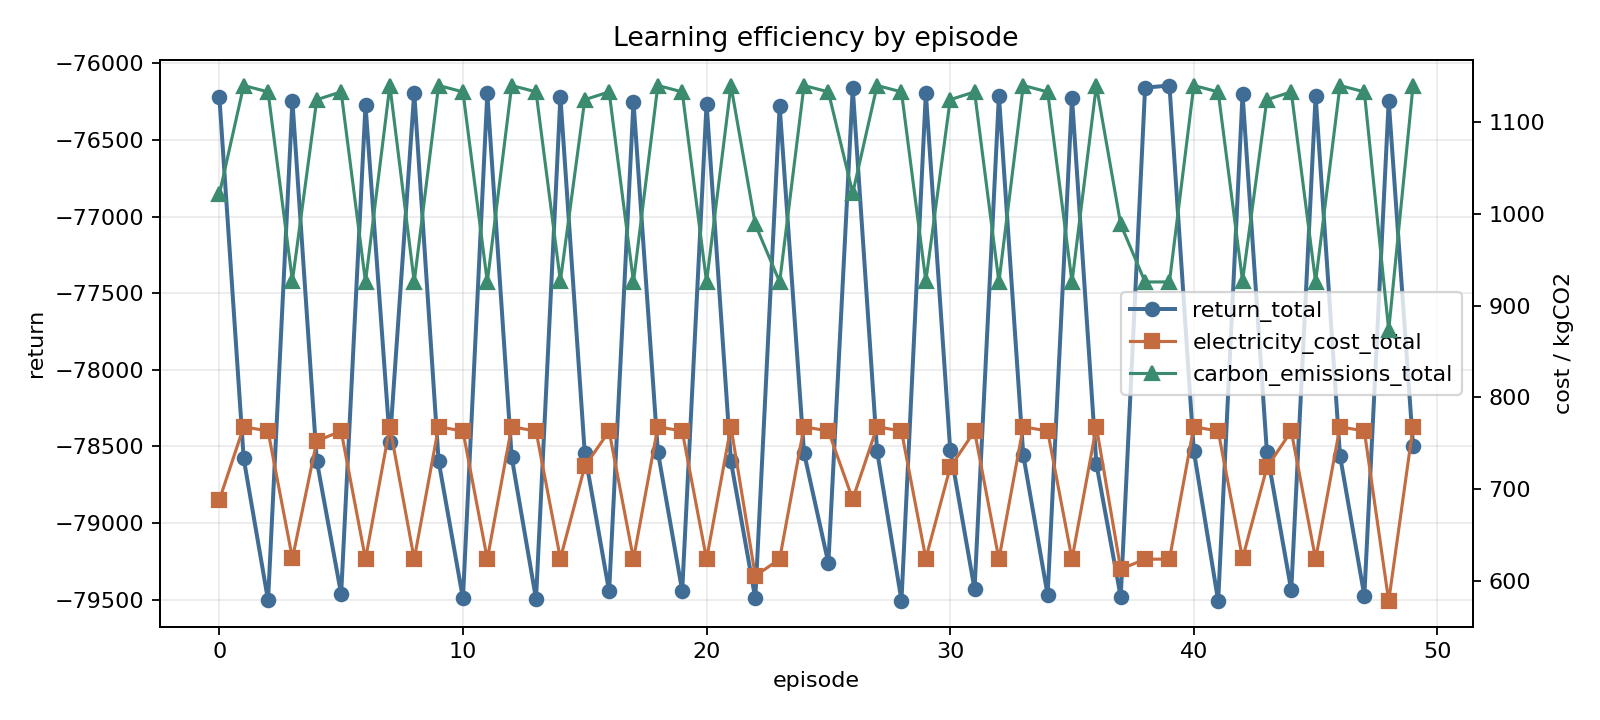 Learning efficiency by episode
−76000
−76500
−77000
−77500
−78000
−78500
−79000
−79500
return
1100
1000
900
800
700
600
cost / kgCO2
return_total
electricity_cost_total
carbon_emissions_total
0 10 20 30 40 50
episode